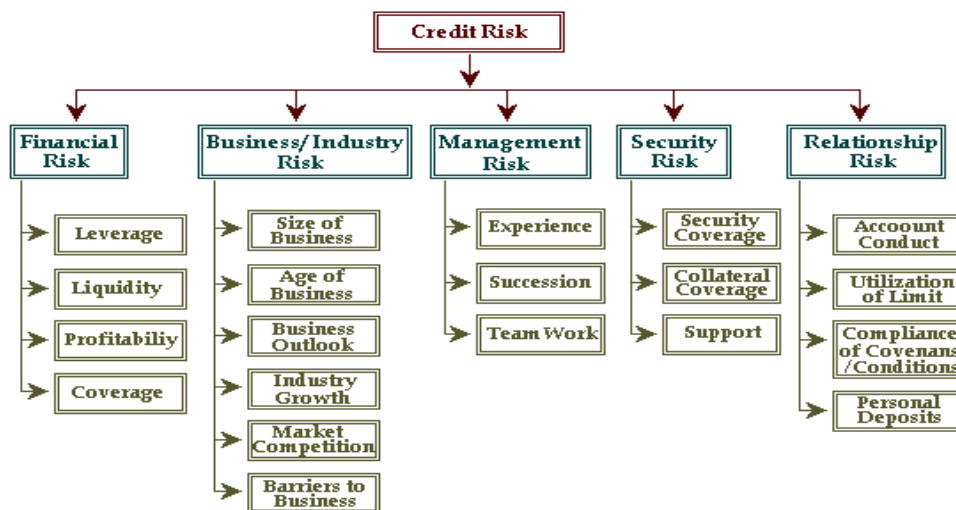 Credit Risk
Financial
Risk
Business/ Industry
Risk
Management
Risk
Security
Risk
Relationship
Risk
Leverage
Liquidity
Profitabiliy
Coverage
Size of
Business
Age of
Business
Business
Outlook
Industry
Growth
Market
Competition
Barriers to
Business
Experience
Succession
Team Work
Security
Coverage
Collateral
Coverage
Support
Accoount
Conduct
Utilization
of Limit
Compliance
of Covenans
/Conditions
Personal
Deposits